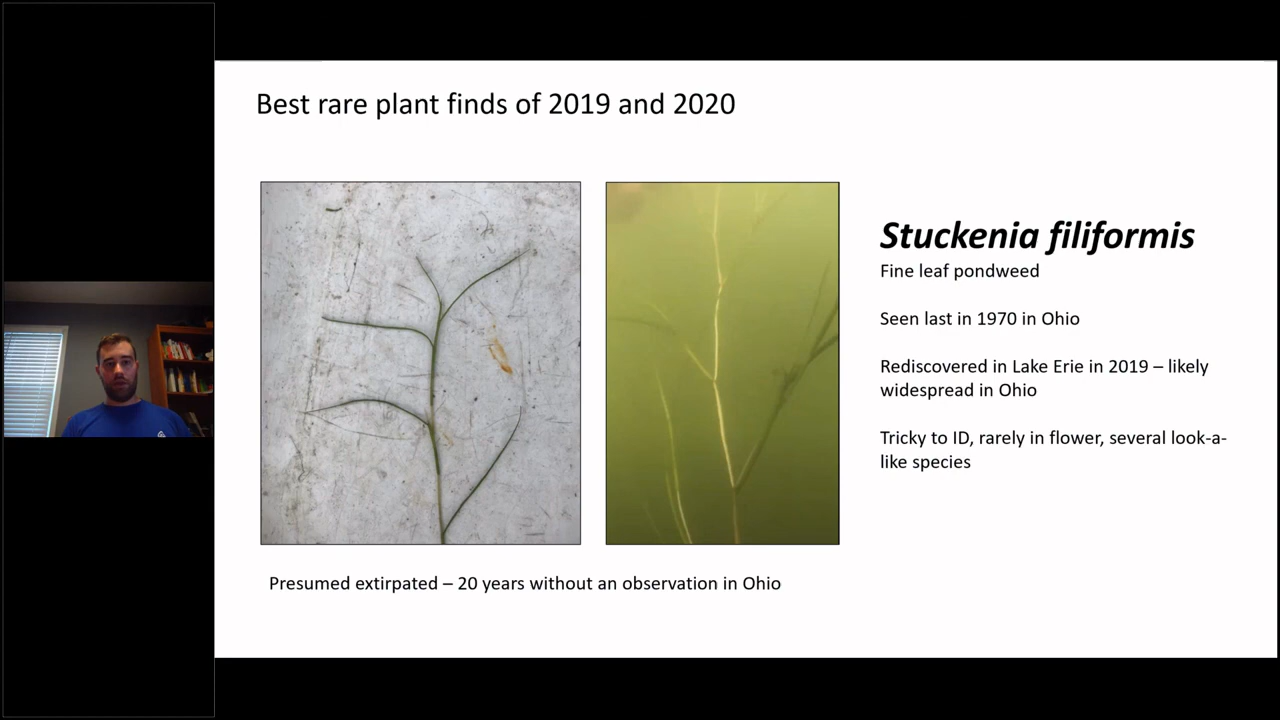 Best rare plant finds of 2019 and 2020
Stuckenia filiformis
Fine leaf pondweed
Seen last in 1970 in Ohio
Rediscovered in Lake Erie in 2019 – likely
widespread in Ohio
Tricky to ID, rarely in flower, several look-a-
like species
Presumed extirpated – 20 years without an observation in Ohio